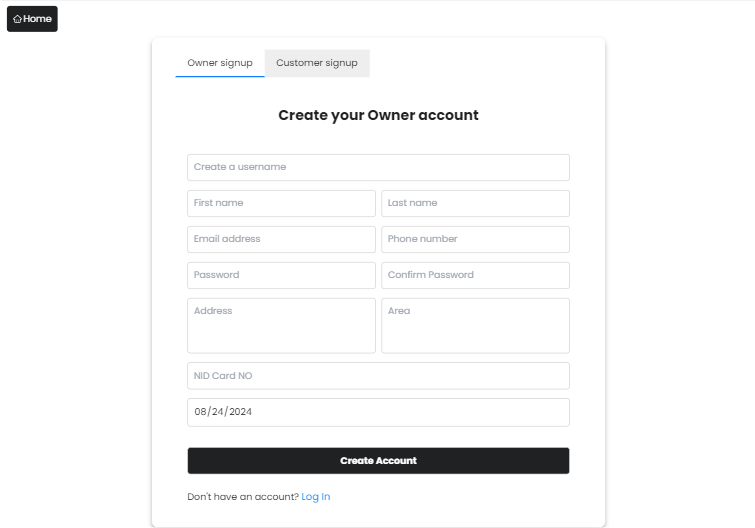 Home
Owner signup Customer signup
Create your Owner account
Create a username
First name Last name
Email address Phone number
Password Confirm Password
Address Area
NID Card NO
08/24/2024
Create Account
Don't have an account? Log In